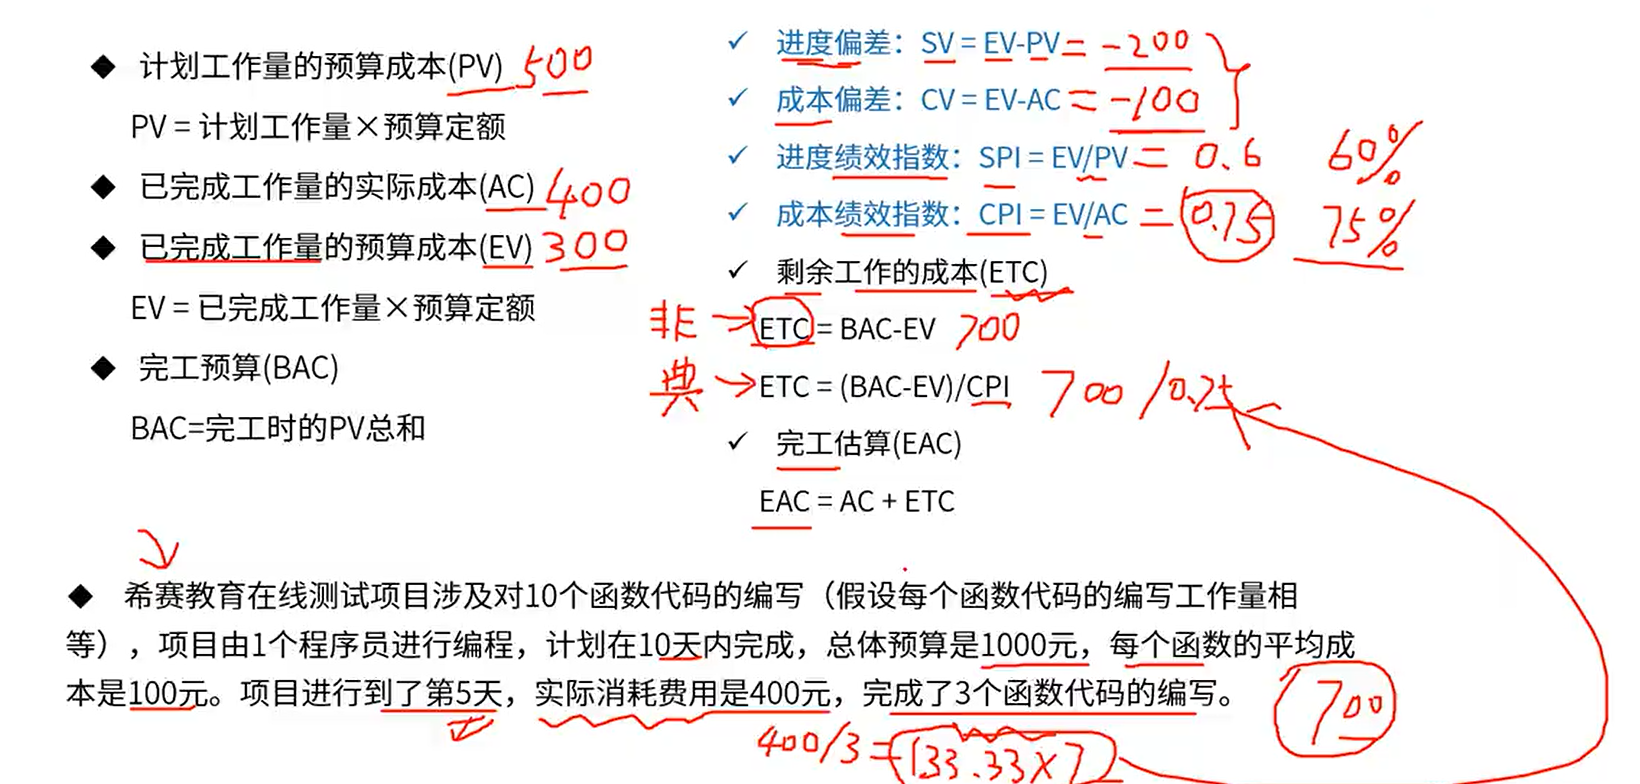 ◆ 计划工作量的预算成本(PV) 500
PV = 计划工作量×预算定额
◆ 已完成工作量的实际成本(AC) 400
◆ 已完成工作量的预算成本(EV) 300
EV = 已完成工作量×预算定额
◆ 完工预算(BAC)
BAC=完工时的PV总和
✓ 进度偏差：SV = EV-PV = -200
✓ 成本偏差：CV = EV-AC = -100
✓ 进度绩效指数：SPI = EV/PV = 0.6 60%
✓ 成本绩效指数：CPI = EV/AC = 0.75 75%
✓ 剩余工作的成本(ETC)
非 → ETC = BAC-EV 700
典 → ETC = (BAC-EV)/CPI 700 /0.75
✓ 完工估算(EAC)
EAC = AC + ETC
◆ 希赛教育在线测试项目涉及对10个函数代码的编写（假设每个函数代码的编写工作量相
等），项目由1个程序员进行编程，计划在10天内完成，总体预算是1000元，每个函数的平均成
本是100元。项目进行到了第5天，实际消耗费用是400元，完成了3个函数代码的编写。 700
400/3 = 133.33×7